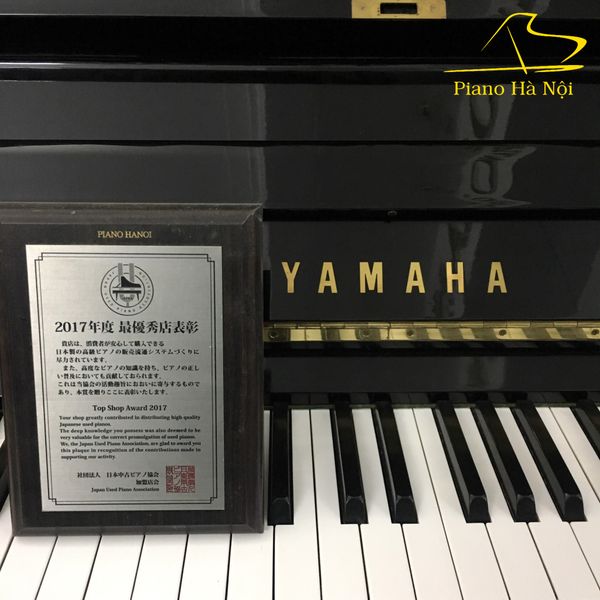 Piano Hà Nội
YAMAHA
PIANO HANOI
2017年度 最優秀店表彰
貴店は、消費者が安心して購入できる
日本製の高級ピアノの販売流通システムづくりに
尽力されています。
また、高度なピアノの知識を持ち、ピアノの正し
い普及においても貢献しておられます。
これは当協会の活動趣旨におおいに寄与するもので
あり、本賞を贈りここに表彰いたします。
Top Shop Award 2017
Your shop greatly contributed in distributing high quality
Japanese used pianos.
The deep knowledge you possess was also deemed to be
very valuable for the correct promulgation of used pianos.
We, the Japan Used Piano Association, are glad to award you
this plaque in recognition of the contributions made in
supporting our activity.
社団法人 日本中古ピアノ協会
加盟店会
Japan Used Piano Association